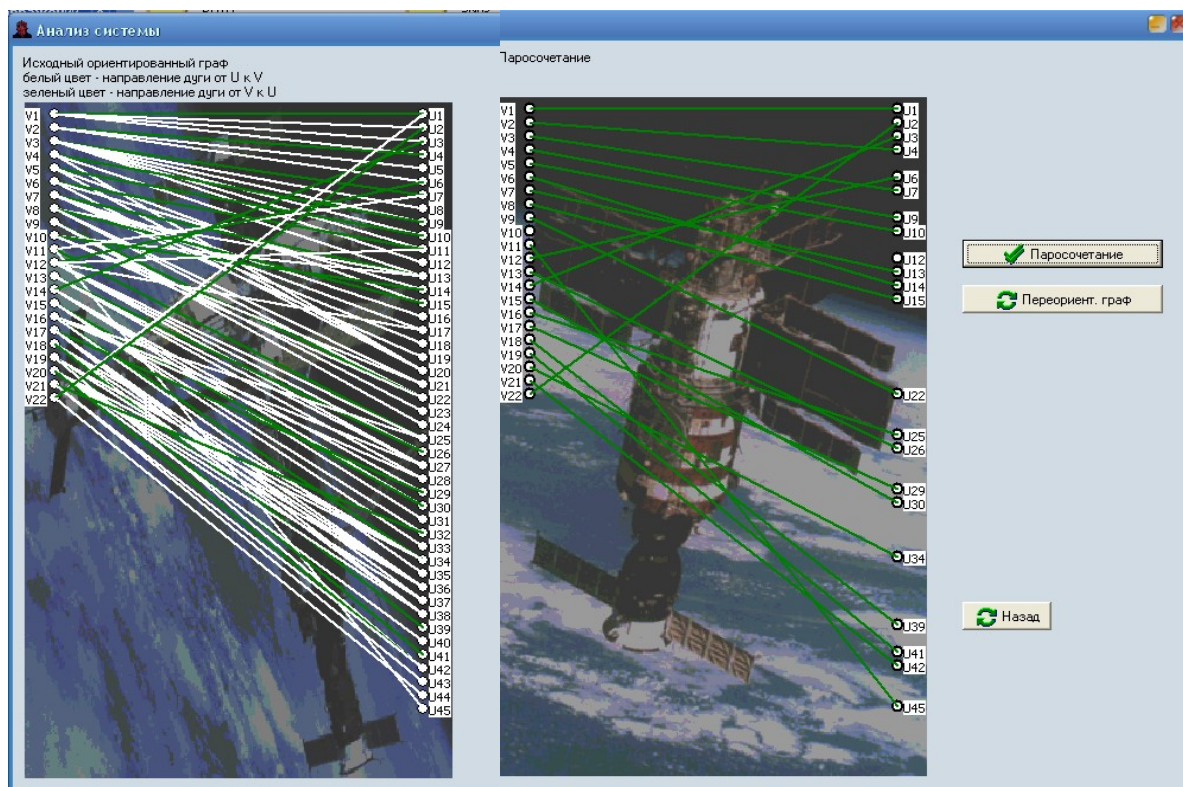 Анализ системы
Исходный ориентированный граф
белый цвет - направление дуги от U к V
зеленый цвет - направление дуги от V к U
V1
V2
V3
V4
V5
V6
V7
V8
V9
V10
V11
V12
V13
V14
V15
V16
V17
V18
V19
V20
V21
V22
U1
U2
U3
U4
U5
U6
U7
U8
U9
U10
U11
U12
U13
U14
U15
U16
U17
U18
U19
U20
U21
U22
U23
U24
U25
U26
U27
U28
U29
U30
U31
U32
U33
U34
U35
U36
U37
U38
U39
U40
U41
U42
U43
U44
U45
Паросочетание
V1
V2
V3
V4
V5
V6
V7
V8
V9
V10
V11
V12
V13
V14
V15
V16
V17
V18
V19
V20
V21
V22
U1
U2
U3
U4
U6
U7
U9
U10
U12
U13
U14
U15
U22
U25
U26
U29
U30
U34
U39
U41
U42
U45
Паросочетание
Переориент. граф
Назад